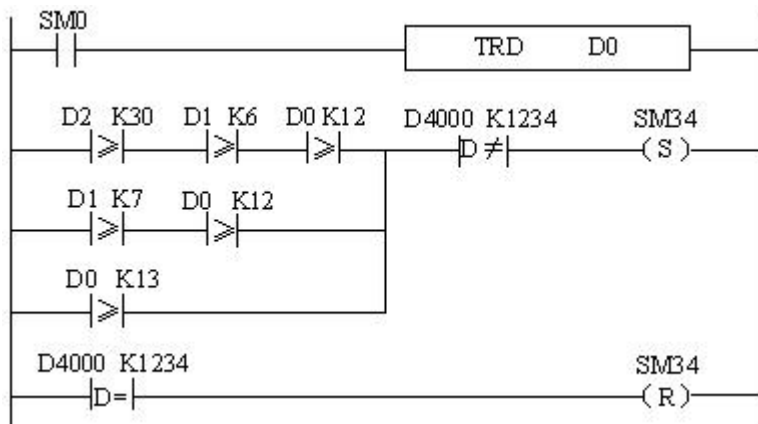 SM0
TRD D0
D2 K30 D1 K6 D0 K12 D4000 K1234 SM34
≥ ≥ ≥ D ≠ ( S )
D1 K7 D0 K12
≥ ≥
D0 K13
≥
D4000 K1234 SM34
D= ( R )